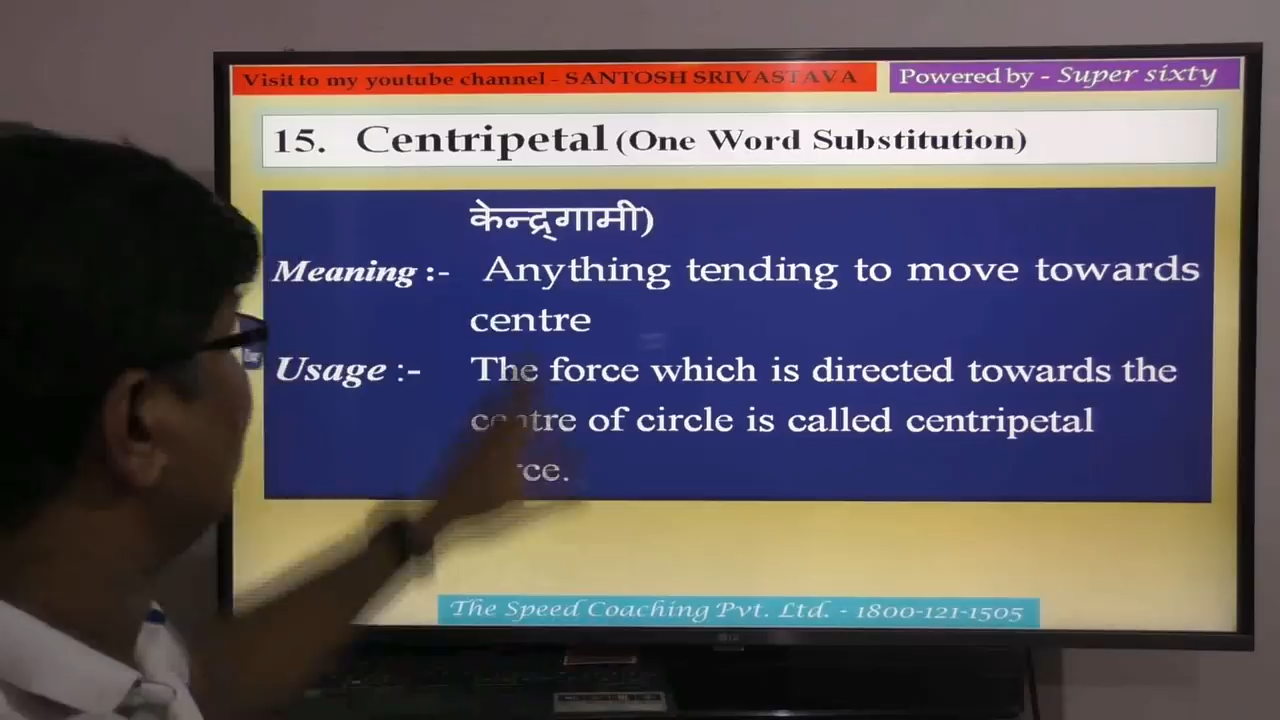 Visit to my youtube channel - SANTOSH SRIVASTAVA
Powered by - Super sixty
15. Centripetal (One Word Substitution)
केन्द्र्गामी)
Meaning :- Anything tending to move towards
centre
Usage :- The force which is directed towards the
centre of circle is called centripetal
The Speed Coaching Pvt. Ltd. - 1800-121-1505
LG